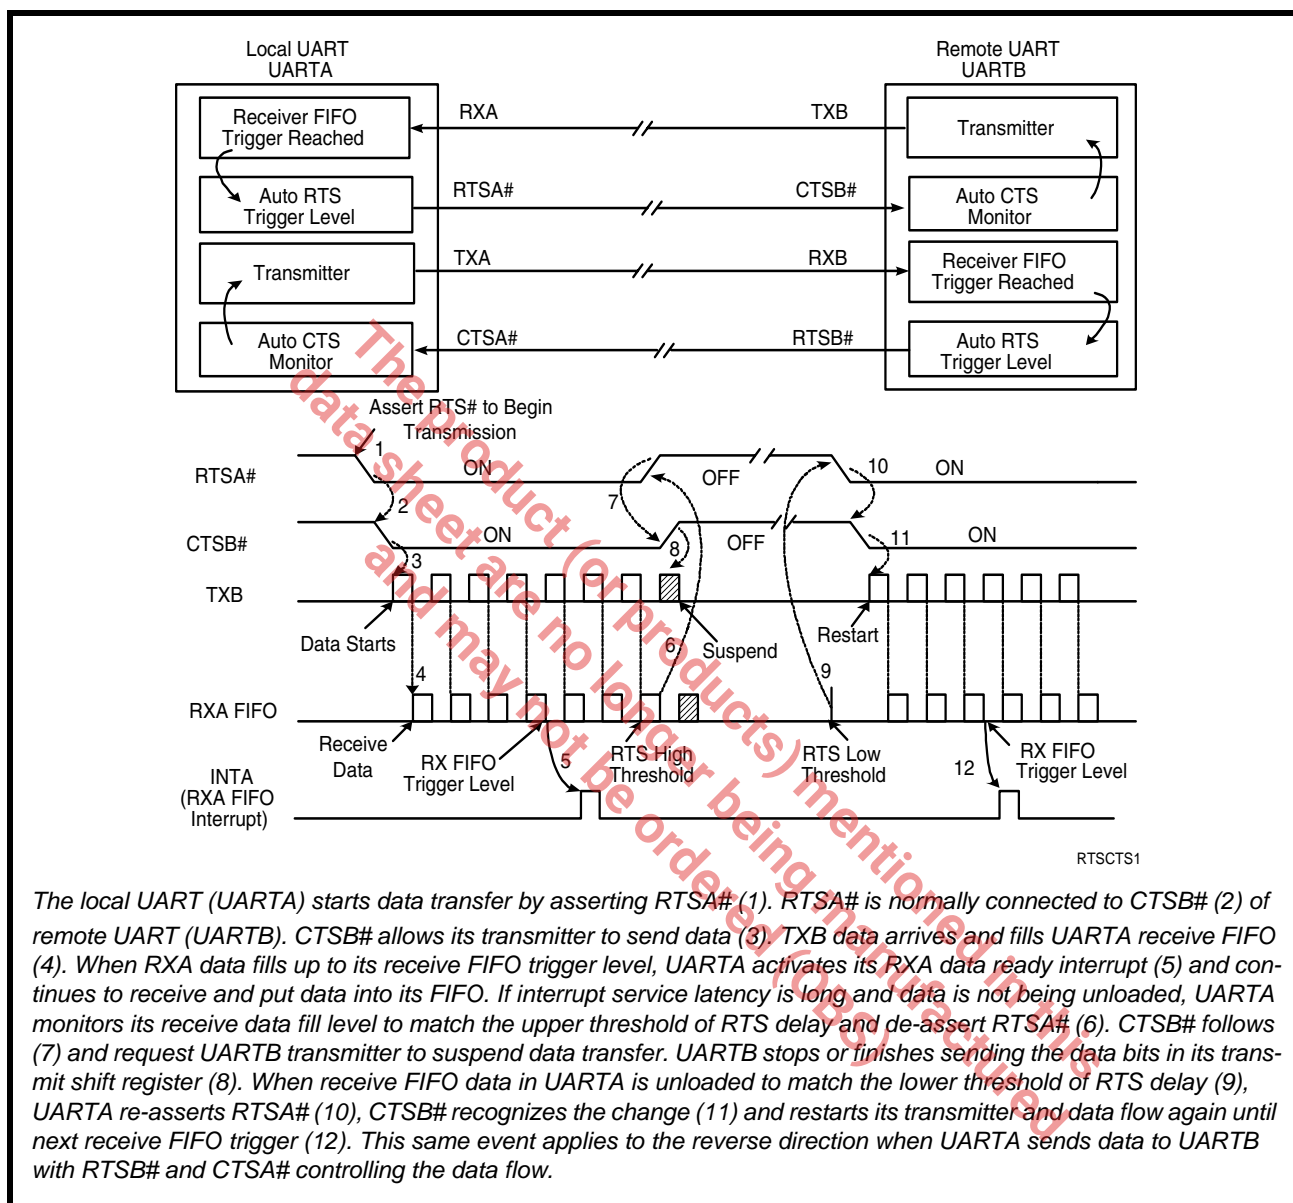 Local UART
UARTA
Remote UART
UARTB
Receiver FIFO
Trigger Reached
RXA
TXB
Transmitter
Auto RTS
Trigger Level
RTSA#
CTSB#
Auto CTS
Monitor
Transmitter
TXA
RXB
Receiver FIFO
Trigger Reached
Auto CTS
Monitor
CTSA#
RTSB#
Auto RTS
Trigger Level
Assert RTS# to Begin
Transmission
RTSA#
1
ON
7
OFF
10
ON
2
CTSB#
3
ON
8
OFF
11
ON
TXB
Data Starts
6
Suspend
Restart
4
9
RXA FIFO
Receive
Data
RX FIFO
Trigger Level
5
RTS High
Threshold
RTS Low
Threshold
12
RX FIFO
Trigger Level
INTA
(RXA FIFO
Interrupt)
RTSCTS1
The local UART (UARTA) starts data transfer by asserting RTSA# (1). RTSA# is normally connected to CTSB# (2) of
remote UART (UARTB). CTSB# allows its transmitter to send data (3). TXB data arrives and fills UARTA receive FIFO
(4). When RXA data fills up to its receive FIFO trigger level, UARTA activates its RXA data ready interrupt (5) and con-
tinues to receive and put data into its FIFO. If interrupt service latency is long and data is not being unloaded, UARTA
monitors its receive data fill level to match the upper threshold of RTS delay and de-assert RTSA# (6). CTSB# follows
(7) and request UARTB transmitter to suspend data transfer. UARTB stops or finishes sending the data bits in its trans-
mit shift register (8). When receive FIFO data in UARTA is unloaded to match the lower threshold of RTS delay (9),
UARTA re-asserts RTSA# (10), CTSB# recognizes the change (11) and restarts its transmitter and data flow again until
next receive FIFO trigger (12). This same event applies to the reverse direction when UARTA sends data to UARTB
with RTSB# and CTSA# controlling the data flow.
The product (or products) mentioned in this
data sheet are no longer being manufactured
and may not be ordered (OBS)